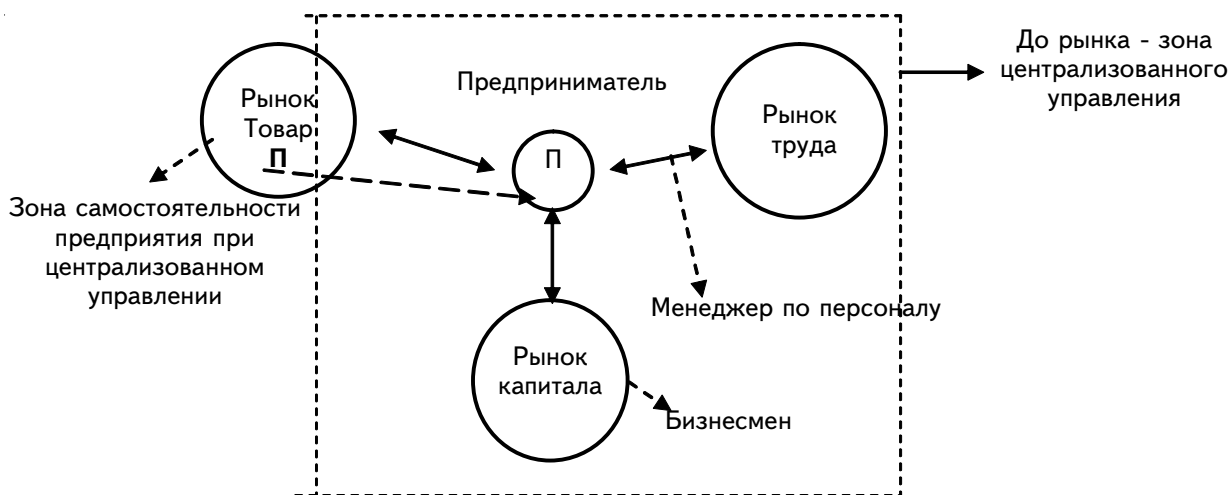 До рынка - зона
централизованного
управления
Предприниматель
Рынок
Товар
П
П
Рынок
труда
Зона самостоятельности
предприятия при
централизованном
управлении
Менеджер по персоналу
Рынок
капитала
Бизнесмен